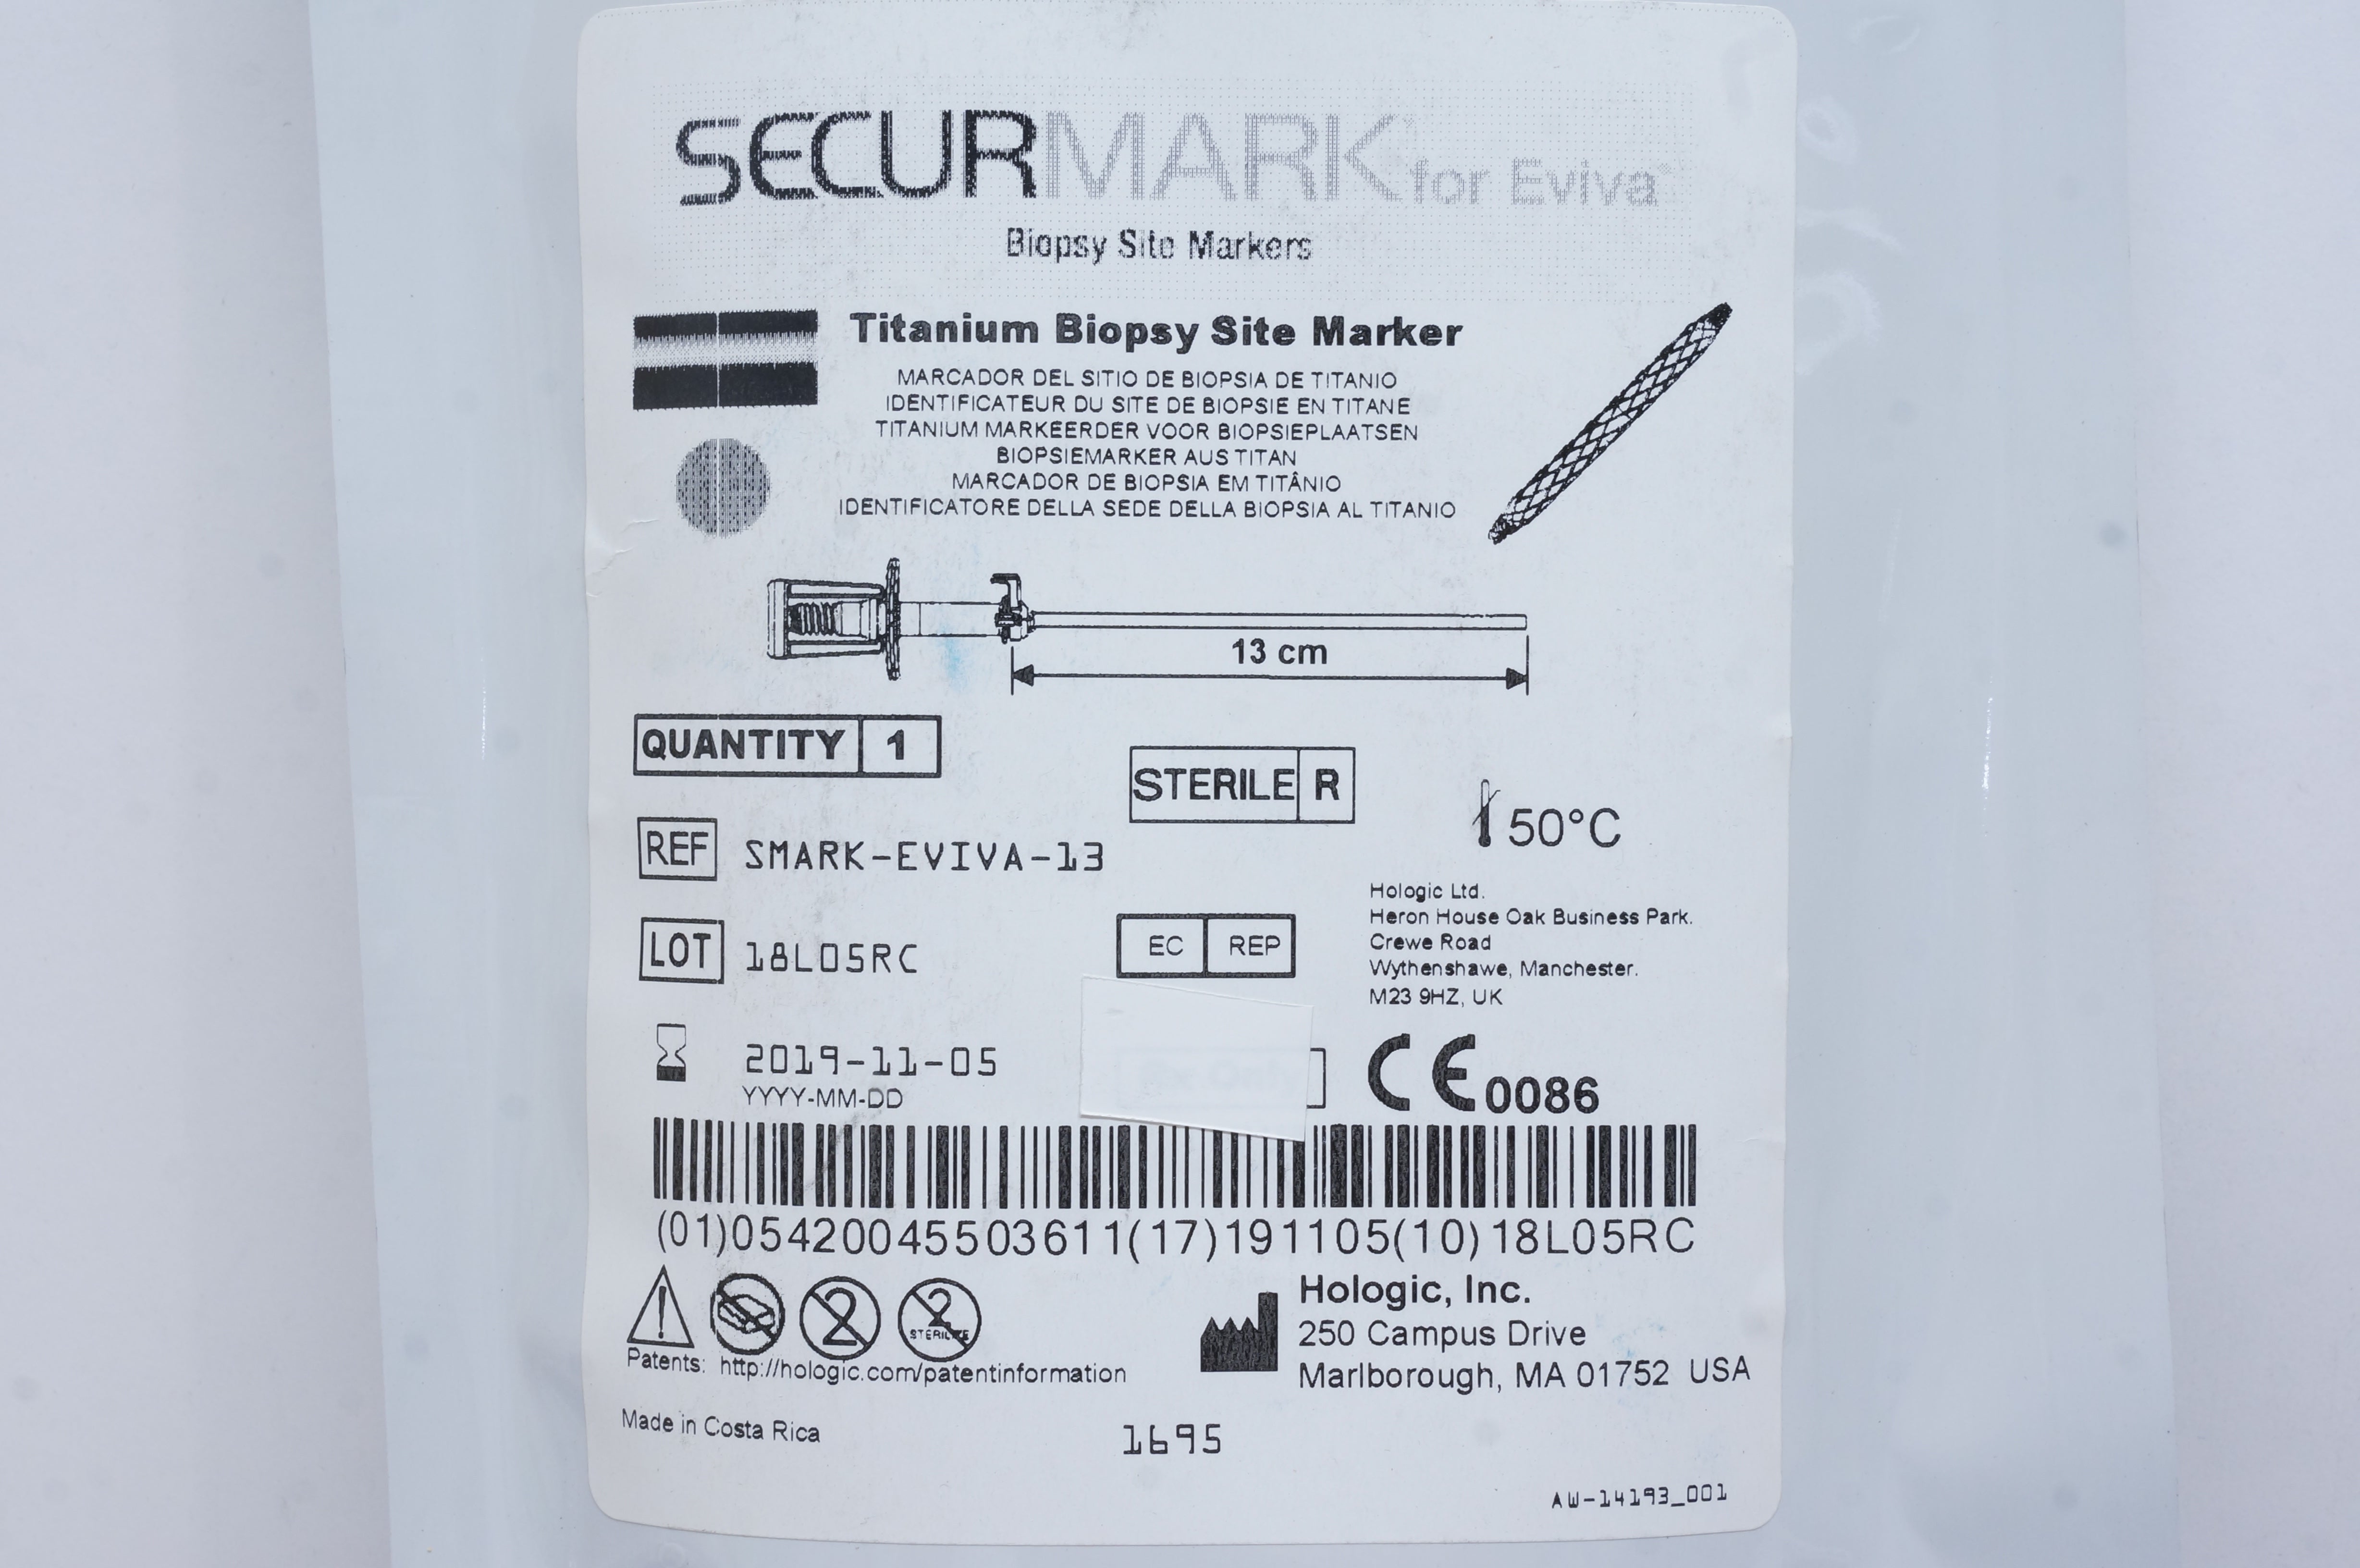 SECURMARK for Eviva
Biopsy Site Markers
Titanium Biopsy Site Marker
MARCADOR DEL SITIO DE BIOPSIA DE TITANIO
IDENTIFICATEUR DU SITE DE BIOPSIE EN TITANE
TITANIUM MARKEERDER VOOR BIOPSIEPLAATSEN
BIOPSIEMARKER AUS TITAN
MARCADOR DE BIOPSIA EM TITÂNIO
IDENTIFICATORE DELLA SEDE DELLA BIOPSIA AL TITANIO
13 cm
QUANTITY 1
STERILE R
50°C
REF SMARK-EVIVA-13
LOT 18L05RC
EC REP
Hologic Ltd.
Heron House Oak Business Park.
Crewe Road
Wythenshawe, Manchester.
M23 9HZ, UK
2019-11-05
YYYY-MM-DD
Rx Only
CE 0086
(01)05420045503611(17)191105(10)18L05RC
2
2
STERILIZE
Patents: http://hologic.com/patentinformation
Hologic, Inc.
250 Campus Drive
Marlborough, MA 01752 USA
Made in Costa Rica
1695
AW-14193_001